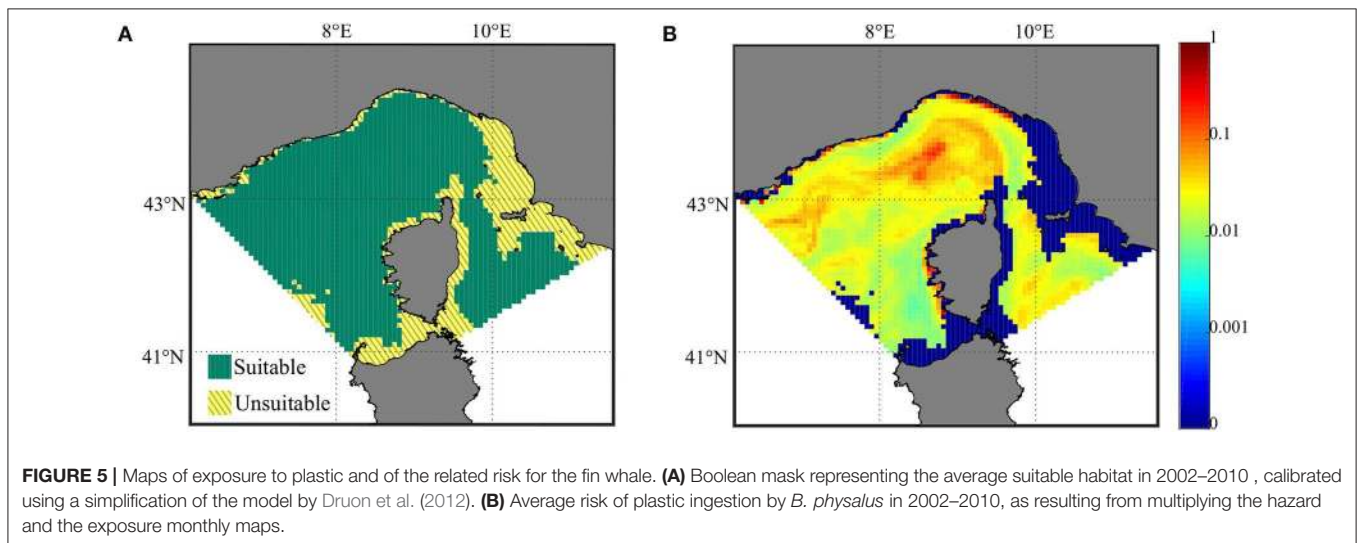 A
8°E
10°E
B
8°E
10°E
43°N
41°N
Suitable
Unsuitable
43°N
41°N
1
0.1
0.01
0.001
0
FIGURE 5 | Maps of exposure to plastic and of the related risk for the fin whale. (A) Boolean mask representing the average suitable habitat in 2002–2010 , calibrated
using a simplification of the model by Druon et al. (2012). (B) Average risk of plastic ingestion by B. physalus in 2002–2010, as resulting from multiplying the hazard
and the exposure monthly maps.